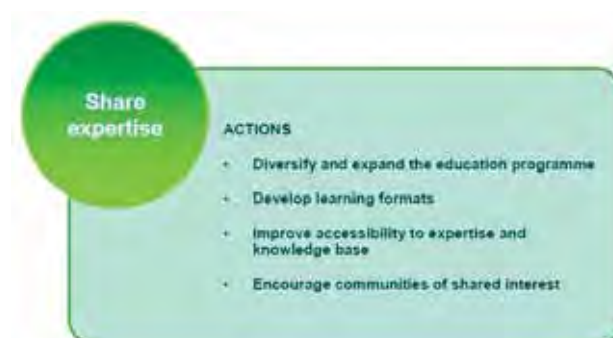 Share
expertise
ACTIONS
• Diversify and expand the education programme
• Develop learning formats
• Improve accessibility to expertise and
knowledge base
• Encourage communities of shared interest